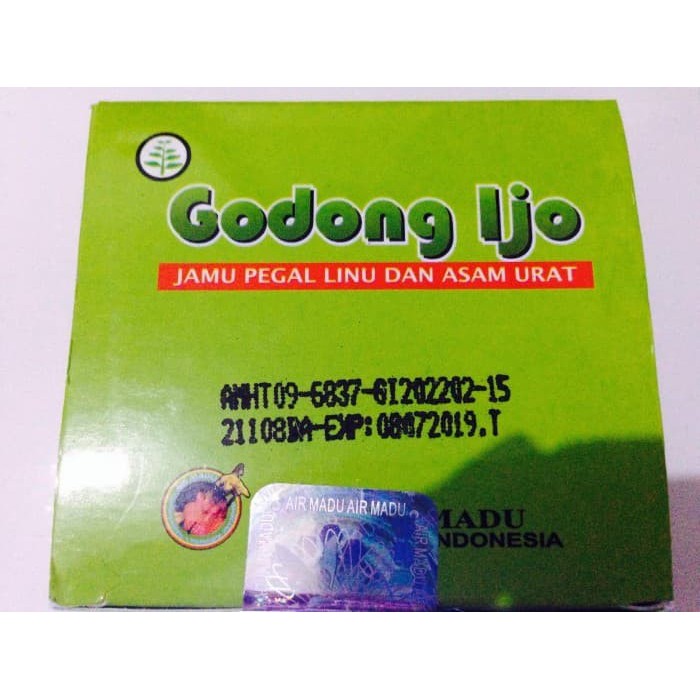 Godong Ijo
JAMU PEGAL LINU DAN ASAM URAT
AMHT09-6837-GI202202-15
21108BA-EXP:08072019.T
AIR MADU AIR MADU
MADU
INDONESIA